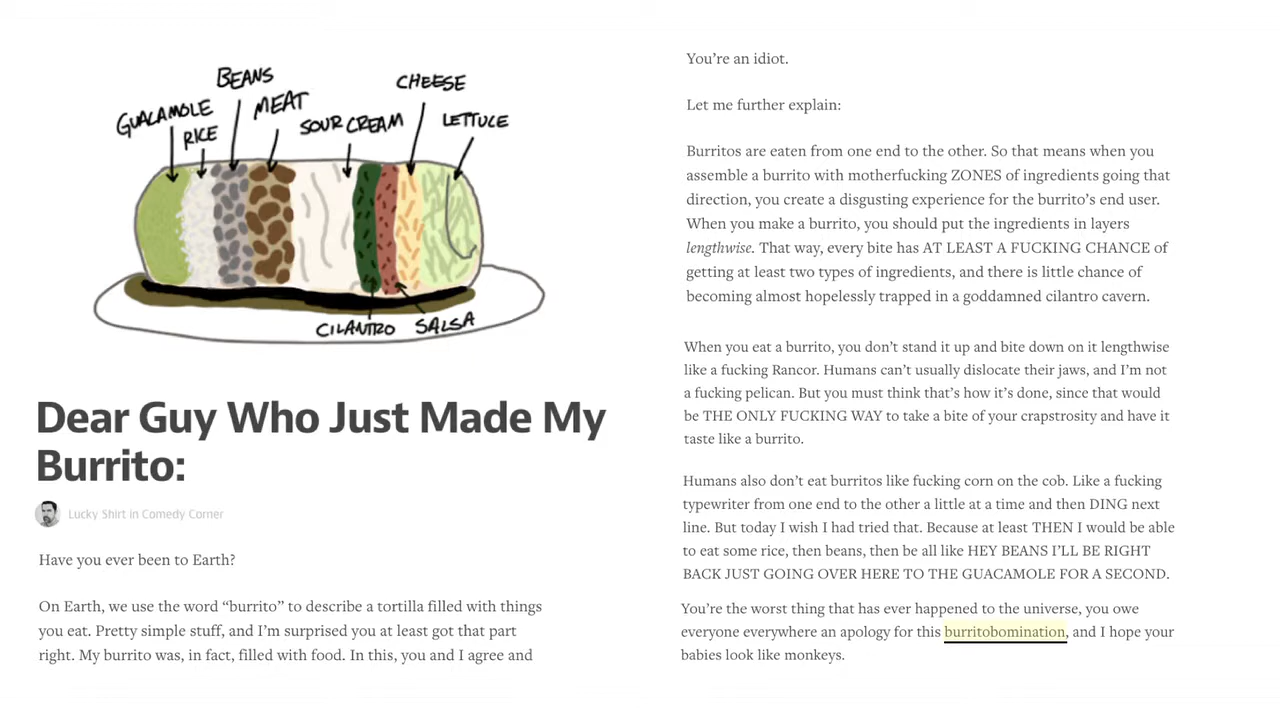 BEANS
CHEESE
GUALAMOLE
MEAT
RICE
SOUR CREAM
LETTUCE
CILANTRO
SALSA
Dear Guy Who Just Made My
Burrito:
Lucky Shirt in Comedy Corner
Have you ever been to Earth?
On Earth, we use the word “burrito” to describe a tortilla filled with things
you eat. Pretty simple stuff, and I’m surprised you at least got that part
right. My burrito was, in fact, filled with food. In this, you and I agree and
You’re an idiot.
Let me further explain:
Burritos are eaten from one end to the other. So that means when you
assemble a burrito with motherfucking ZONES of ingredients going that
direction, you create a disgusting experience for the burrito’s end user.
When you make a burrito, you should put the ingredients in layers
lengthwise. That way, every bite has AT LEAST A FUCKING CHANCE of
getting at least two types of ingredients, and there is little chance of
becoming almost hopelessly trapped in a goddamned cilantro cavern.
When you eat a burrito, you don’t stand it up and bite down on it lengthwise
like a fucking Rancor. Humans can’t usually dislocate their jaws, and I’m not
a fucking pelican. But you must think that’s how it’s done, since that would
be THE ONLY FUCKING WAY to take a bite of your crapstrosity and have it
taste like a burrito.
Humans also don’t eat burritos like fucking corn on the cob. Like a fucking
typewriter from one end to the other a little at a time and then DING next
line. But today I wish I had tried that. Because at least THEN I would be able
to eat some rice, then beans, then be all like HEY BEANS I’LL BE RIGHT
BACK JUST GOING OVER HERE TO THE GUACAMOLE FOR A SECOND.
You’re the worst thing that has ever happened to the universe, you owe
everyone everywhere an apology for this burritobomination, and I hope your
babies look like monkeys.